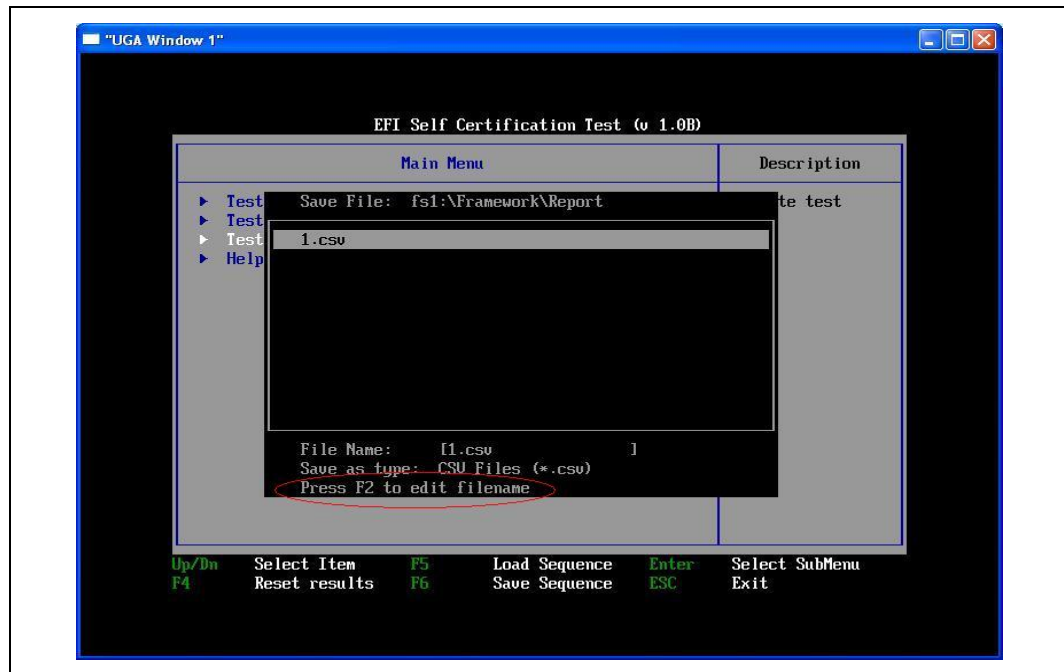 "UGA Window 1"
EFI Self Certification Test (v 1.0B)
Main Menu
Description
Test
Test
Test
Help
te test
Save File: fs1:\Framework\Report
1.csv
File Name: [1.csv ]
Save as type: CSV Files (*.csv)
Press F2 to edit filename
Up/Dn Select Item F5 Load Sequence Enter Select SubMenu
F4 Reset results F6 Save Sequence ESC Exit